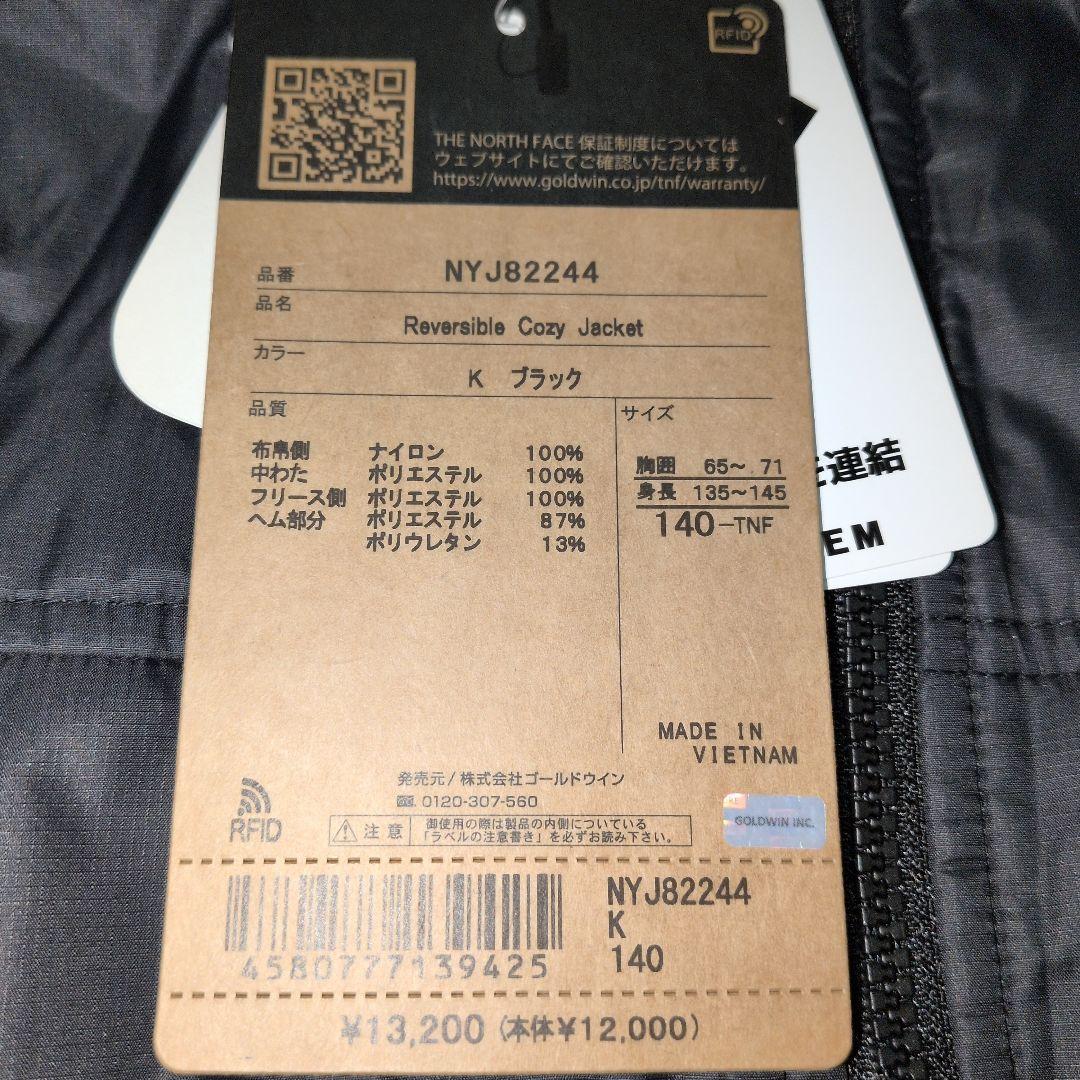 RFID
THE NORTH FACE 保証制度については
ウェブサイトにてご確認いただけます。
https://www.goldwin.co.jp/tnf/warranty/
品番 NYJ82244
品名
Reversible Cozy Jacket
カラー
K ブラック
品質
布帛側 ナイロン 100%
中わた ポリエステル 100%
フリース側 ポリエステル 100%
ヘム部分 ポリエステル 87%
ポリウレタン 13%
サイズ
胸囲 65〜.71
身長 135〜145
140-TNF
MADE IN
VIETNAM
を連結
EM
発売元/株式会社ゴールドウイン
0120-307-560
RFID
注意
御使用の際は製品の内側についている
「ラベルの注意書き」を必ずお読み下さい。
GOLDWIN INC.
NYJ82244
K
140
4580777139425
¥13,200(本体¥12,000)